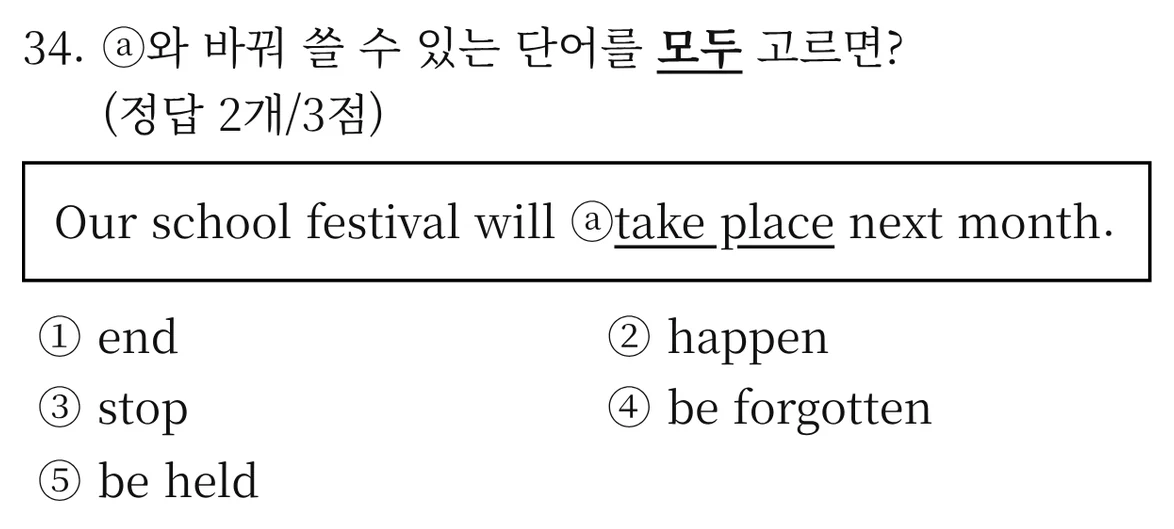 34. ⓐ와 바꿔 쓸 수 있는 단어를 모두 고르면?
(정답 2개/3점)
Our school festival will ⓐtake place next month.
① end
② happen
③ stop
④ be forgotten
⑤ be held